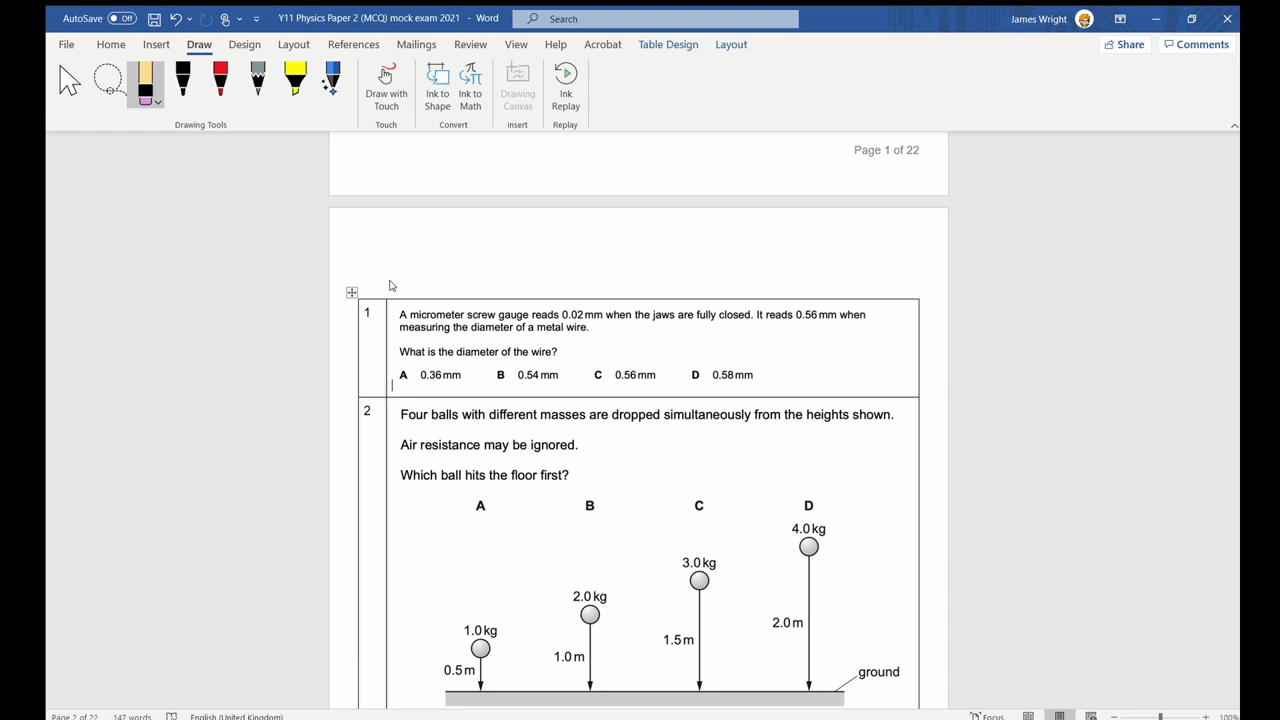 AutoSave Off Y11 Physics Paper 2 (MCQ) mock exam 2021 - Word Search James Wright
File Home Insert Draw Design Layout References Mailings Review View Help Acrobat Table Design Layout Share Comments
Draw with Touch
Ink to Shape
Ink to Math
Drawing Canvas
Ink Replay
Drawing Tools Touch Convert Insert Replay
Page 1 of 22
1 A micrometer screw gauge reads 0.02 mm when the jaws are fully closed. It reads 0.56 mm when
measuring the diameter of a metal wire.
What is the diameter of the wire?
A 0.36 mm B 0.54 mm C 0.56 mm D 0.58 mm
2 Four balls with different masses are dropped simultaneously from the heights shown.
Air resistance may be ignored.
Which ball hits the floor first?
A B C D
4.0 kg
3.0 kg
2.0 kg
2.0 m
1.0 kg
1.5 m
1.0 m
0.5 m
ground
Page 2 of 22 147 words English (United Kingdom) Focus 100%